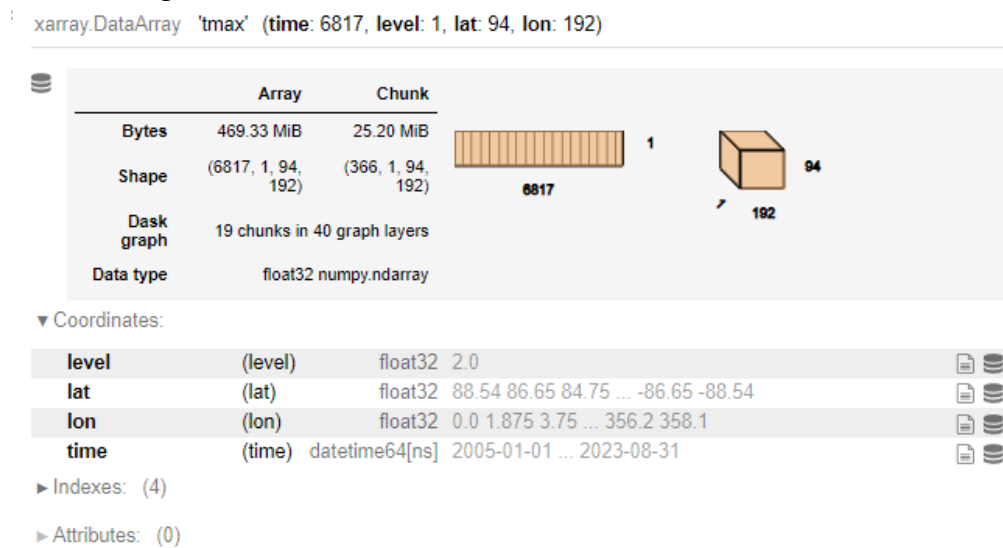 xarray.DataArray 'tmax' (time: 6817, level: 1, lat: 94, lon: 192)
Array Chunk
Bytes 469.33 MiB 25.20 MiB
Shape (6817, 1, 94, 192) (366, 1, 94, 192)
Dask graph 19 chunks in 40 graph layers
Data type float32 numpy.ndarray
1
6817
94
192
▼ Coordinates:
level (level) float32 2.0
lat (lat) float32 88.54 86.65 84.75 ... -86.65 -88.54
lon (lon) float32 0.0 1.875 3.75 ... 356.2 358.1
time (time) datetime64[ns] 2005-01-01 ... 2023-08-31
► Indexes: (4)
► Attributes: (0)